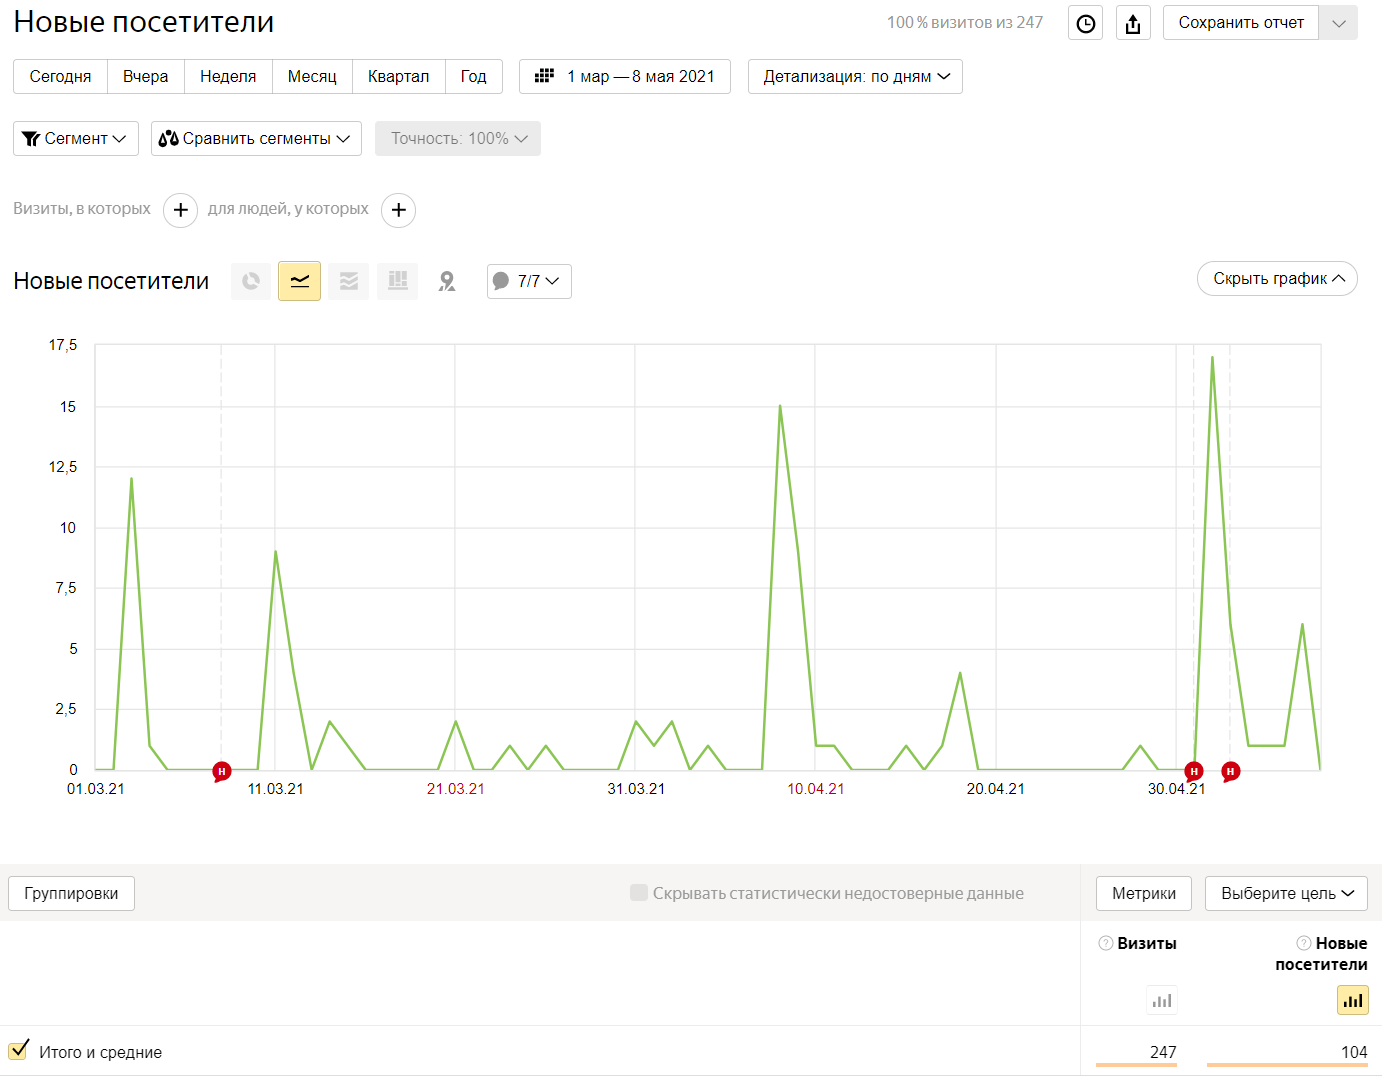 Новые посетители
100 % визитов из 247
Сохранить отчет
Сегодня Вчера Неделя Месяц Квартал Год
1 мар — 8 мая 2021
Детализация: по дням
Сегмент
Сравнить сегменты
Точность: 100%
Визиты, в которых + для людей, у которых +
Новые посетители
7/7
Скрыть график
17,5
15
12,5
10
7,5
5
2,5
0
Н Н Н
01.03.21 11.03.21 21.03.21 31.03.21 10.04.21 20.04.21 30.04.21
Группировки
Скрывать статистически недостоверные данные
Метрики
Выберите цель
? Визиты
? Новые
посетители
Итого и средние
247 104